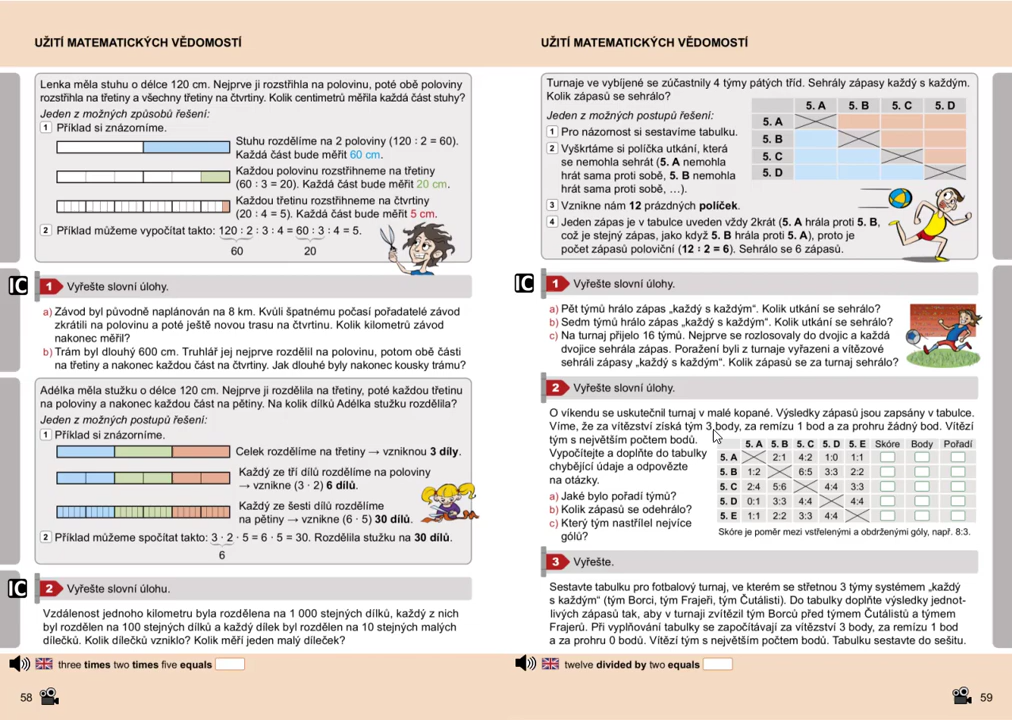 UŽITÍ MATEMATICKÝCH VĚDOMOSTÍ
Lenka měla stuhu o délce 120 cm. Nejprve ji rozstřihla na polovinu, poté obě poloviny
rozstřihla na třetiny a všechny třetiny na čtvrtiny. Kolik centimetrů měřila každá část stuhy?
Jeden z možných způsobů řešení:
1 Příklad si znázorníme.
Stuhu rozdělíme na 2 poloviny (120 : 2 = 60).
Každá část bude měřit 60 cm.
Každou polovinu rozstřihneme na třetiny
(60 : 3 = 20). Každá část bude měřit 20 cm.
Každou třetinu rozstřihneme na čtvrtiny
(20 : 4 = 5). Každá část bude měřit 5 cm.
2 Příklad můžeme vypočítat takto: 120 : 2 : 3 : 4 = 60 : 3 : 4 = 5.
60 20
IC 1 Vyřešte slovní úlohy.
a) Závod byl původně naplánován na 8 km. Kvůli špatnému počasí pořadatelé závod
zkrátili na polovinu a poté ještě novou trasu na čtvrtinu. Kolik kilometrů závod
nakonec měřil?
b) Trám byl dlouhý 600 cm. Truhlář jej nejprve rozdělil na polovinu, potom obě části
na třetiny a nakonec každou část na čtvrtiny. Jak dlouhé byly nakonec kousky trámu?
Adélka měla stužku o délce 120 cm. Nejprve ji rozdělila na třetiny, poté každou třetinu
na poloviny a nakonec každou část na pětiny. Na kolik dílků Adélka stužku rozdělila?
Jeden z možných postupů řešení:
1 Příklad si znázorníme.
Celek rozdělíme na třetiny → vzniknou 3 díly.
Každý ze tří dílů rozdělíme na poloviny
→ vznikne (3 · 2) 6 dílů.
Každý ze šesti dílů rozdělíme
na pětiny → vznikne (6 · 5) 30 dílů.
2 Příklad můžeme spočítat takto: 3 · 2 · 5 = 6 · 5 = 30. Rozdělila stužku na 30 dílů.
6
IC 2 Vyřešte slovní úlohu.
Vzdálenost jednoho kilometru byla rozdělena na 1 000 stejných dílků, každý z nich
byl rozdělen na 100 stejných dílků a každý dílek byl rozdělen na 10 stejných malých
dílečků. Kolik dílečků vzniklo? Kolik měří jeden malý díleček?
three times two times five equals
58
UŽITÍ MATEMATICKÝCH VĚDOMOSTÍ
Turnaje ve vybíjené se zúčastnily 4 týmy pátých tříd. Sehrály zápasy každý s každým.
Kolik zápasů se sehrálo?
Jeden z možných postupů řešení:
1 Pro názornost si sestavíme tabulku.
2 Vyškrtáme si políčka utkání, která
se nemohla sehrát (5. A nemohla
hrát sama proti sobě, 5. B nemohla
hrát sama proti sobě, …).
3 Vznikne nám 12 prázdných políček.
4 Jeden zápas je v tabulce uveden vždy 2krát (5. A hrála proti 5. B,
což je stejný zápas, jako když 5. B hrála proti 5. A), proto je
počet zápasů poloviční (12 : 2 = 6). Sehrálo se 6 zápasů.
5. A 5. B 5. C 5. D
5. A
5. B
5. C
5. D
IC 1 Vyřešte slovní úlohy.
a) Pět týmů hrálo zápas „každý s každým“. Kolik utkání se sehrálo?
b) Sedm týmů hrálo zápas „každý s každým“. Kolik utkání se sehrálo?
c) Na turnaj přijelo 16 týmů. Nejprve se rozlosovaly do dvojic a každá
dvojice sehrála zápas. Poražení byli z turnaje vyřazeni a vítězové
sehráli zápasy „každý s každým“. Kolik zápasů se za turnaj sehrálo?
2 Vyřešte slovní úlohy.
O víkendu se uskutečnil turnaj v malé kopané. Výsledky zápasů jsou zapsány v tabulce.
Víme, že za vítězství získá tým 3 body, za remízu 1 bod a za prohru žádný bod. Vítězí
tým s největším počtem bodů.
Vypočítejte a doplňte do tabulky
chybějící údaje a odpovězte
na otázky.
a) Jaké bylo pořadí týmů?
b) Kolik zápasů se odehrálo?
c) Který tým nastřílel nejvíce
gólů?
5. A 5. B 5. C 5. D 5. E Skóre Body Pořadí
5. A 2:1 4:2 1:0 1:1
5. B 1:2 6:5 3:3 2:2
5. C 2:4 5:6 4:4 3:3
5. D 0:1 3:3 4:4 4:4
5. E 1:1 2:2 3:3 4:4
Skóre je poměr mezi vstřelenými a obdrženými góly, např. 8:3.
3 Vyřešte.
Sestavte tabulku pro fotbalový turnaj, ve kterém se střetnou 3 týmy systémem „každý
s každým“ (tým Borci, tým Frajeři, tým Čutálisti). Do tabulky doplňte výsledky jednot-
livých zápasů tak, aby v turnaji zvítězil tým Borců před týmem Čutálistů a týmem
Frajerů. Při vyplňování tabulky se započítávají za vítězství 3 body, za remízu 1 bod
a za prohru 0 bodů. Vítězí tým s největším počtem bodů. Tabulku sestavte do sešitu.
twelve divided by two equals
59